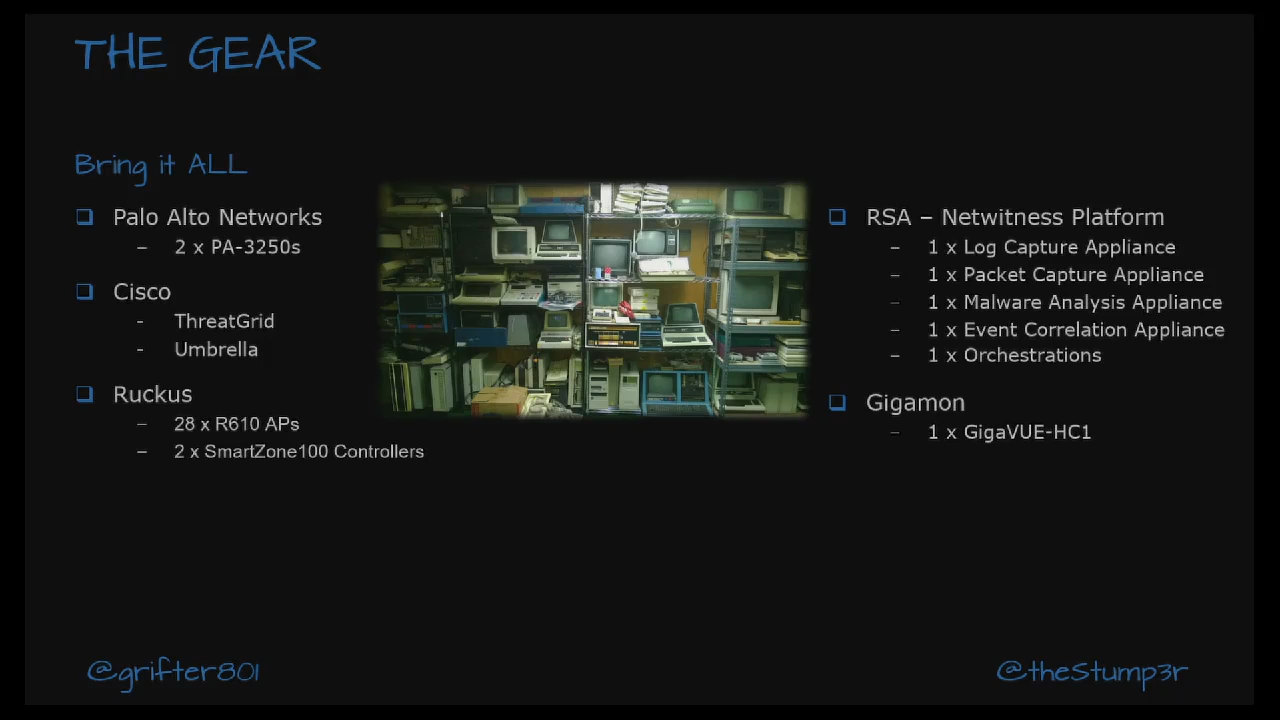 THE GEAR
Bring it ALL
❑ Palo Alto Networks
– 2 x PA-3250s
❑ Cisco
- ThreatGrid
- Umbrella
❑ Ruckus
– 28 x R610 APs
– 2 x SmartZone100 Controllers
❑ RSA – Netwitness Platform
– 1 x Log Capture Appliance
– 1 x Packet Capture Appliance
– 1 x Malware Analysis Appliance
– 1 x Event Correlation Appliance
– 1 x Orchestrations
❑ Gigamon
– 1 x GigaVUE-HC1
@grifter801
@theStump3r